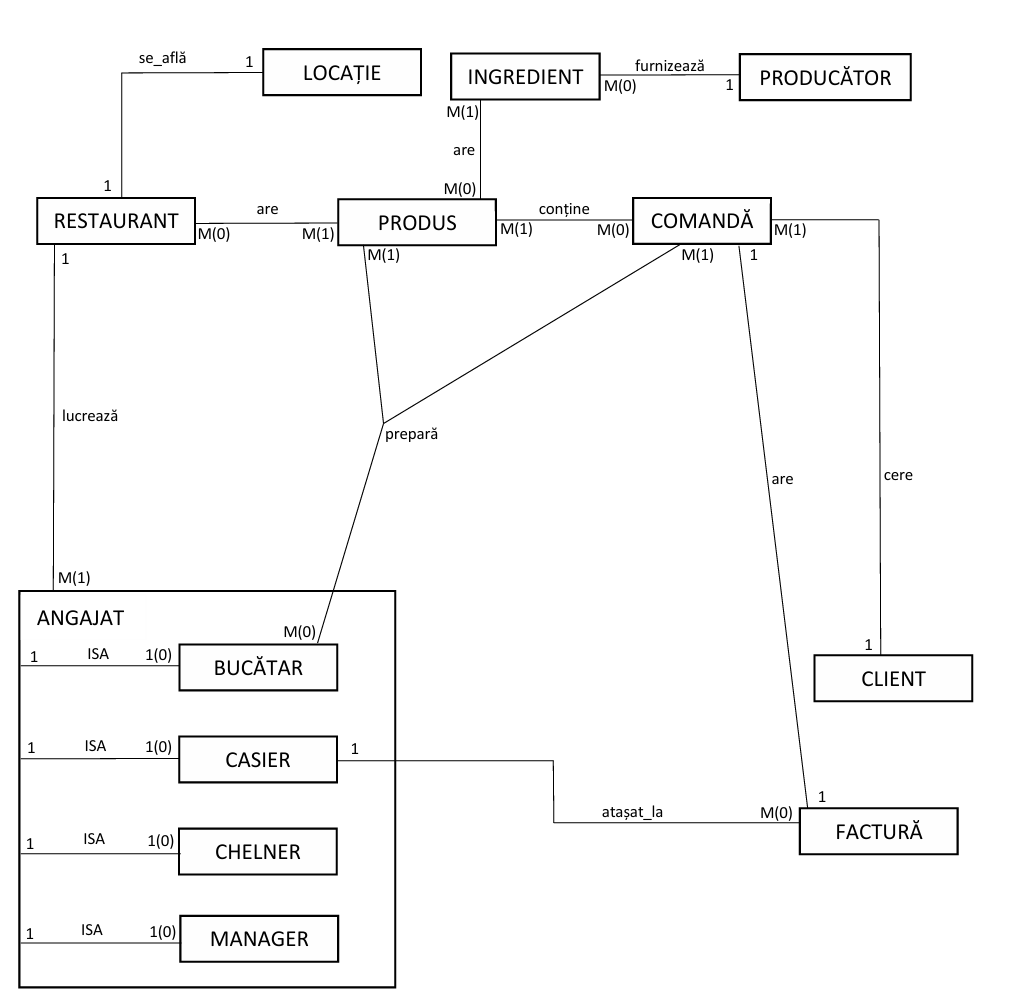 se_află
1
LOCAȚIE
INGREDIENT
furnizează
M(0)
1
PRODUCĂTOR
M(1)
are
M(0)
1
RESTAURANT
are
M(0)
M(1)
PRODUS
conține
M(1)
M(0)
COMANDĂ
M(1)
1
M(1)
M(1)
1
lucrează
prepară
are
cere
M(1)
ANGAJAT
M(0)
1
ISA
1(0)
BUCĂTAR
1
CLIENT
1
ISA
1(0)
CASIER
1
atașat_la
M(0)
1
FACTURĂ
1
ISA
1(0)
CHELNER
1
ISA
1(0)
MANAGER